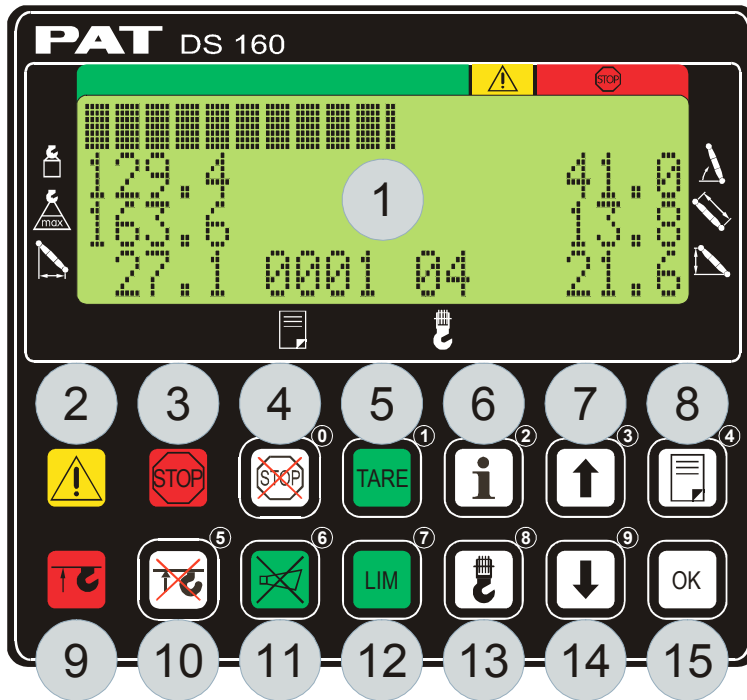 PAT DS 160
STOP
129.4 41.0
max 163.6 1 13.8
27.1 0001 04 21.6
2 3 4 5 6 7 8
0 1 2 3 4
STOP STOP TARE i
5 6 7 8 9
LIM OK
9 10 11 12 13 14 15